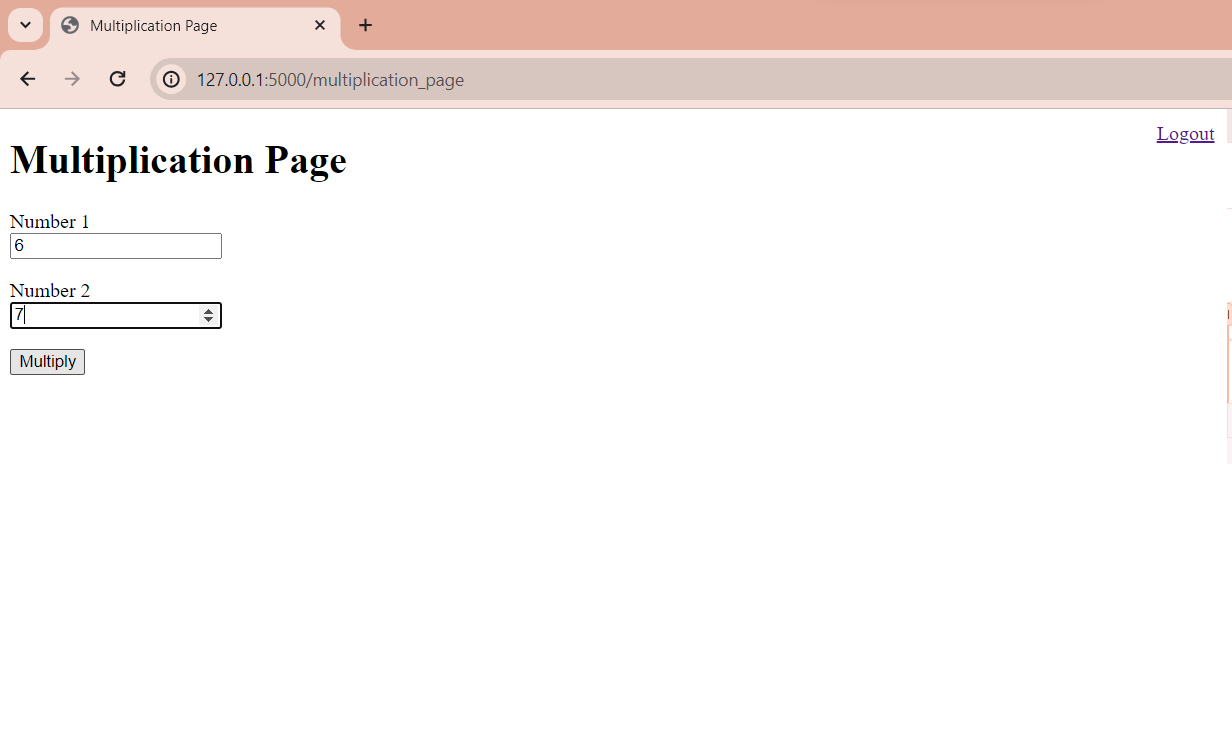 Multiplication Page
127.0.0.1:5000/multiplication_page
Logout
Multiplication Page
Number 1
6
Number 2
7
Multiply